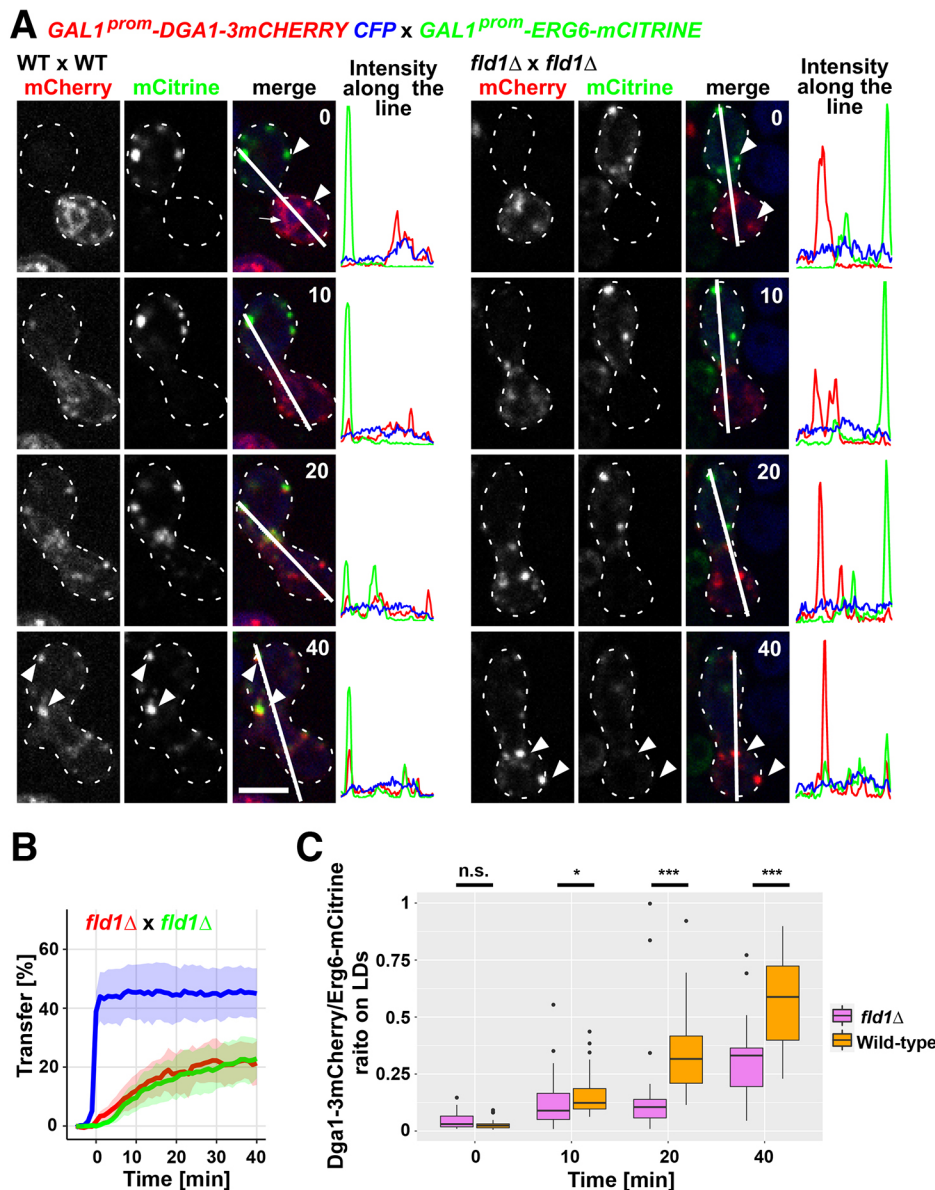 A GAL1prom-DGA1-3mCHERRY CFP x GAL1prom-ERG6-mCITRINE
WT x WT
mCherry mCitrine merge Intensity along the line
fld1Δ x fld1Δ
mCherry mCitrine merge Intensity along the line
0
0
10
10
20
20
40
40
B
fld1Δ x fld1Δ
Transfer [%]
60
40
20
0
0 10 20 30 40
Time [min]
C
n.s. * *** ***
Dga1-3mCherry/Erg6-mCitrine
raito on LDs
1
0.75
0.5
0.25
0
0 10 20 40
Time [min]
fld1Δ
Wild-type